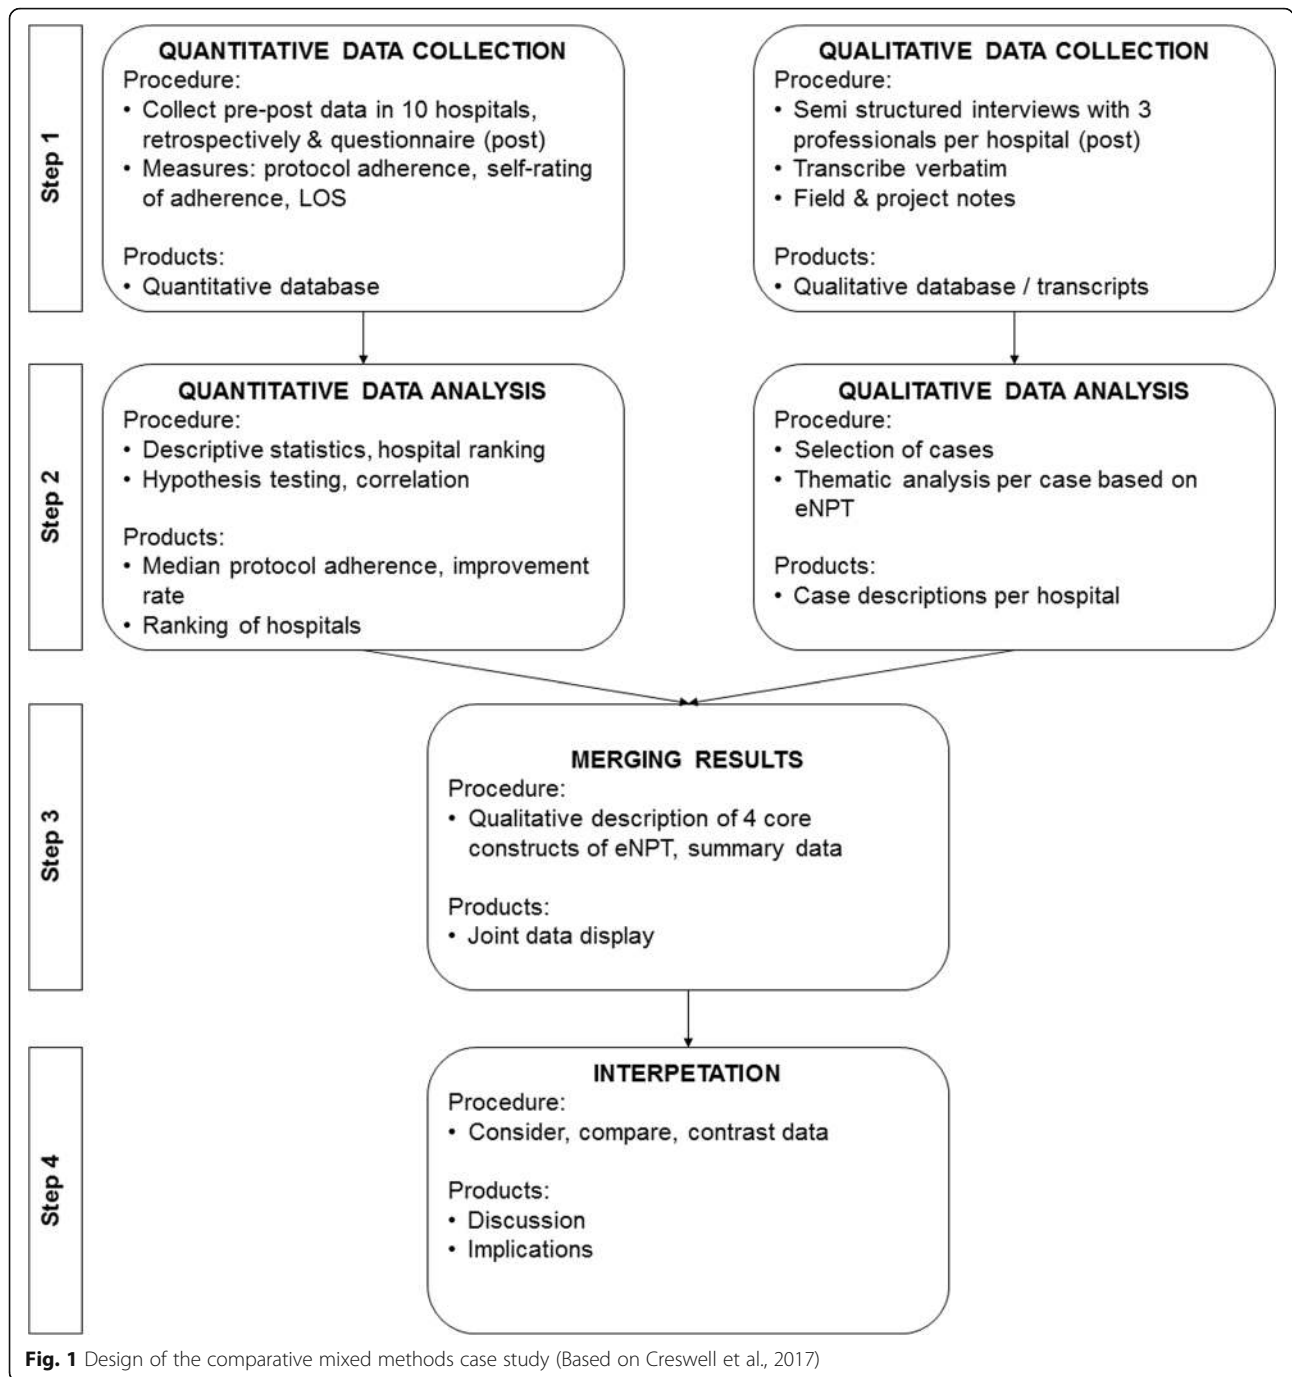 Step 1
QUANTITATIVE DATA COLLECTION
Procedure:
• Collect pre-post data in 10 hospitals,
retrospectively & questionnaire (post)
• Measures: protocol adherence, self-rating
of adherence, LOS
Products:
• Quantitative database
QUALITATIVE DATA COLLECTION
Procedure:
• Semi structured interviews with 3
professionals per hospital (post)
• Transcribe verbatim
• Field & project notes
Products:
• Qualitative database / transcripts
Step 2
QUANTITATIVE DATA ANALYSIS
Procedure:
• Descriptive statistics, hospital ranking
• Hypothesis testing, correlation
Products:
• Median protocol adherence, improvement
rate
• Ranking of hospitals
QUALITATIVE DATA ANALYSIS
Procedure:
• Selection of cases
• Thematic analysis per case based on
eNPT
Products:
• Case descriptions per hospital
Step 3
MERGING RESULTS
Procedure:
• Qualitative description of 4 core
constructs of eNPT, summary data
Products:
• Joint data display
Step 4
INTERPETATION
Procedure:
• Consider, compare, contrast data
Products:
• Discussion
• Implications
Fig. 1 Design of the comparative mixed methods case study (Based on Creswell et al., 2017)